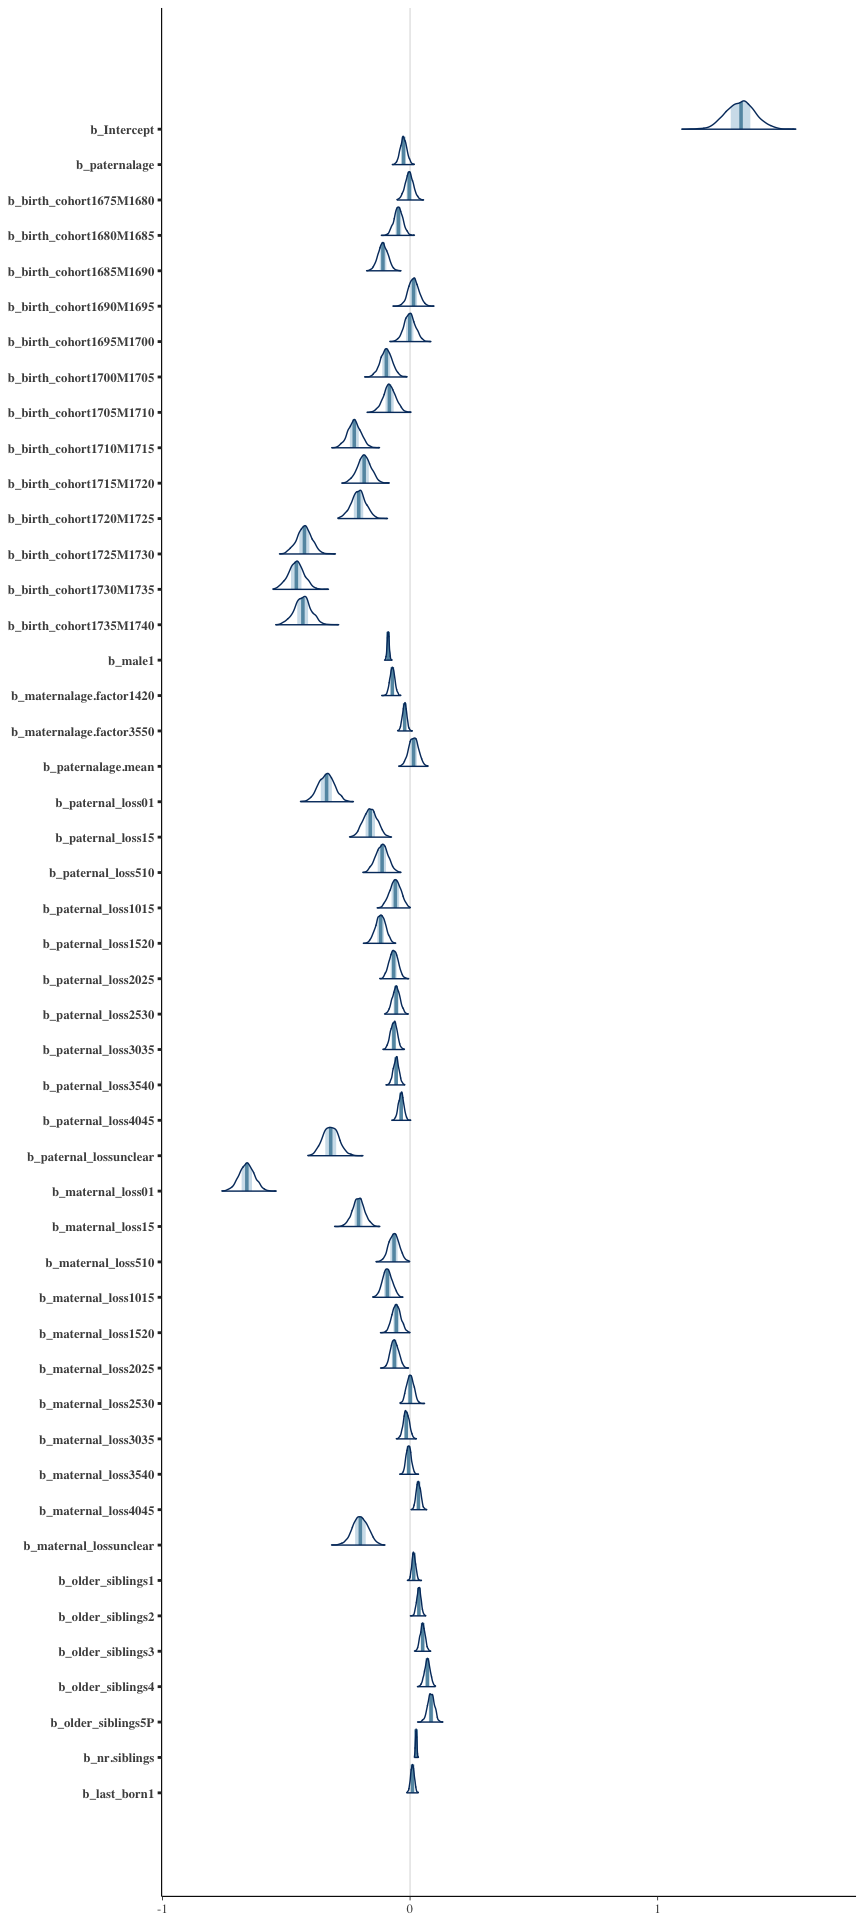 b_Intercept
b_paternalage
b_birth_cohort1675M1680
b_birth_cohort1680M1685
b_birth_cohort1685M1690
b_birth_cohort1690M1695
b_birth_cohort1695M1700
b_birth_cohort1700M1705
b_birth_cohort1705M1710
b_birth_cohort1710M1715
b_birth_cohort1715M1720
b_birth_cohort1720M1725
b_birth_cohort1725M1730
b_birth_cohort1730M1735
b_birth_cohort1735M1740
b_male1
b_maternalage.factor1420
b_maternalage.factor3550
b_paternalage.mean
b_paternal_loss01
b_paternal_loss15
b_paternal_loss510
b_paternal_loss1015
b_paternal_loss1520
b_paternal_loss2025
b_paternal_loss2530
b_paternal_loss3035
b_paternal_loss3540
b_paternal_loss4045
b_paternal_lossunclear
b_maternal_loss01
b_maternal_loss15
b_maternal_loss510
b_maternal_loss1015
b_maternal_loss1520
b_maternal_loss2025
b_maternal_loss2530
b_maternal_loss3035
b_maternal_loss3540
b_maternal_loss4045
b_maternal_lossunclear
b_older_siblings1
b_older_siblings2
b_older_siblings3
b_older_siblings4
b_older_siblings5P
b_nr.siblings
b_last_born1
-1 0 1